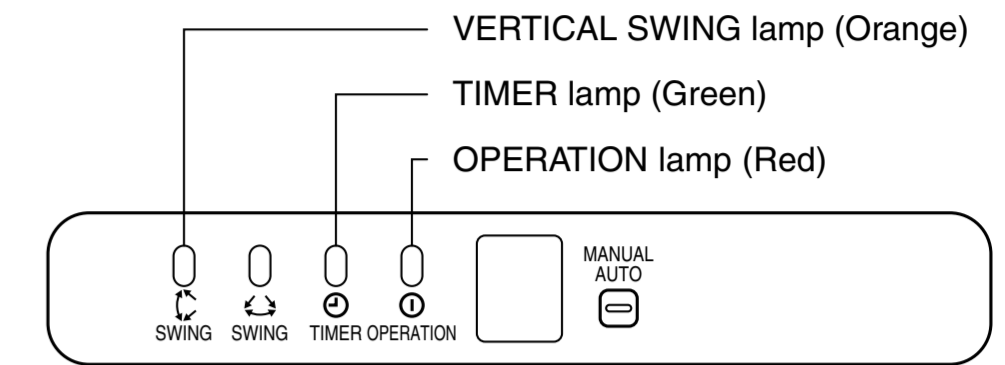 VERTICAL SWING lamp (Orange)
TIMER lamp (Green)
OPERATION lamp (Red)
MANUAL
AUTO
SWING SWING TIMER OPERATION